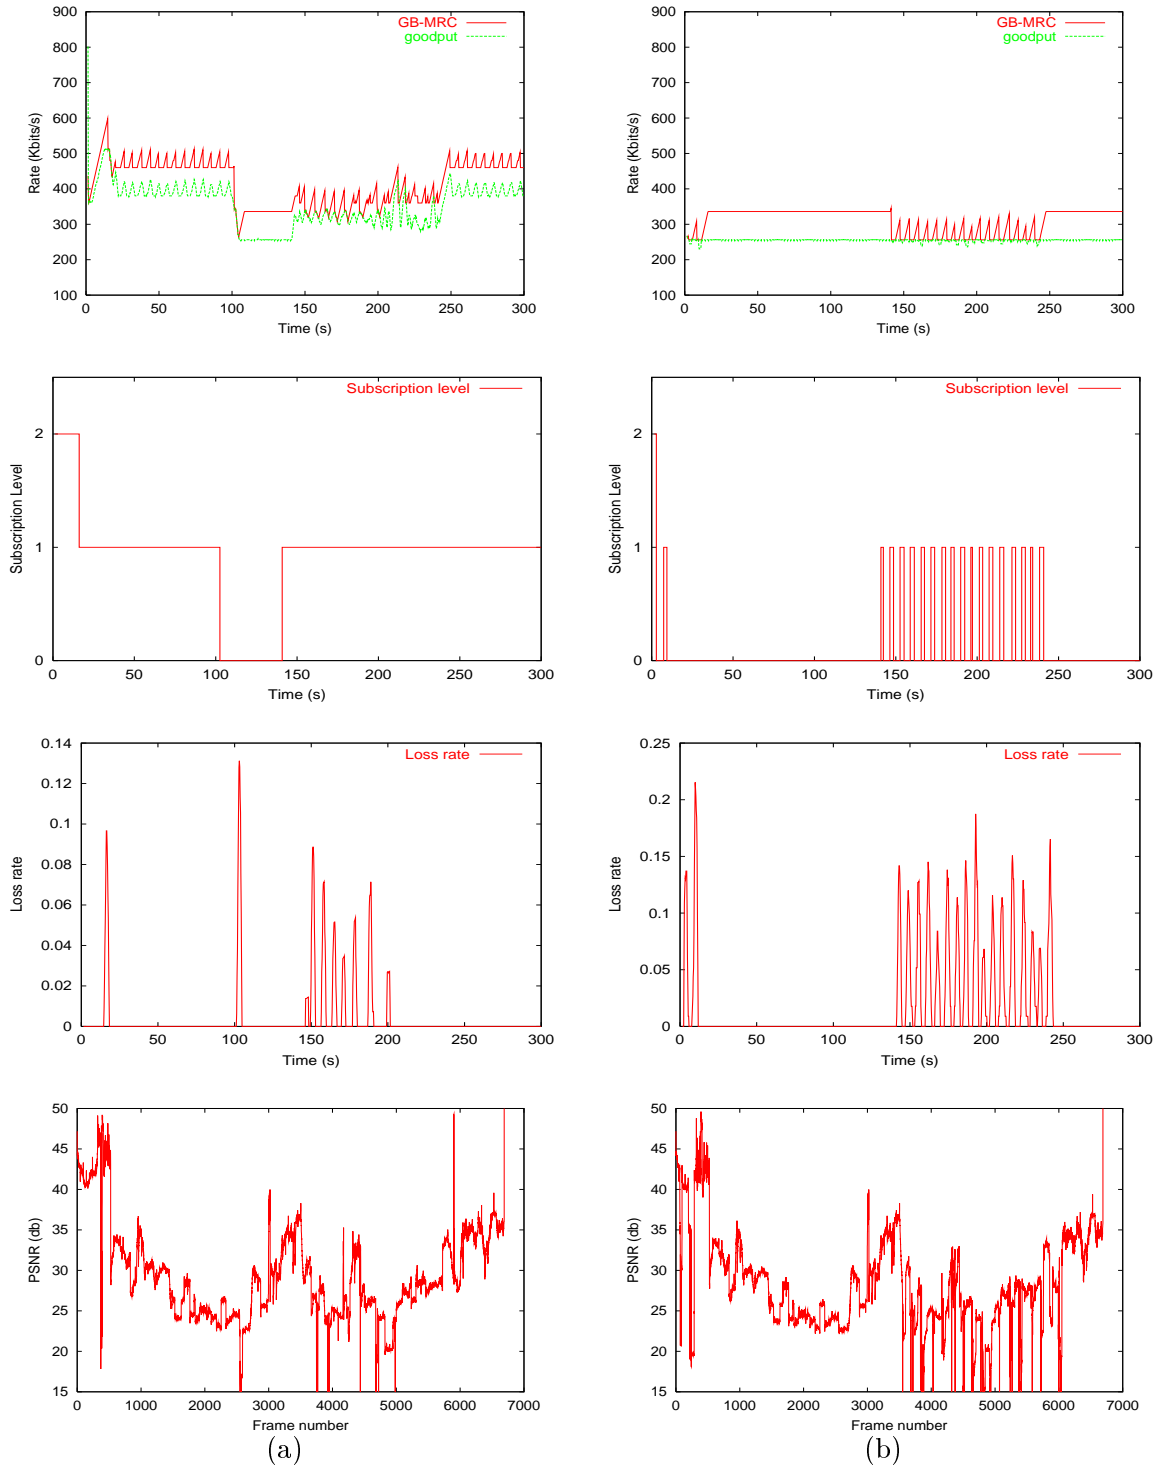 900
800
700
600
500
400
300
200
100
Rate (Kbits/s)
GB-MRC
goodput
0 50 100 150 200 250 300
Time (s)
900
800
700
600
500
400
300
200
100
Rate (Kbits/s)
GB-MRC
goodput
0 50 100 150 200 250 300
Time (s)
2
1
0
Subscription Level
Subscription level
0 50 100 150 200 250 300
Time (s)
2
1
0
Subscription Level
Subscription level
0 50 100 150 200 250 300
Time (s)
0.14
0.12
0.1
0.08
0.06
0.04
0.02
0
Loss rate
Loss rate
0 50 100 150 200 250 300
Time (s)
0.25
0.2
0.15
0.1
0.05
0
Loss rate
Loss rate
0 50 100 150 200 250 300
Time (s)
50
45
40
35
30
25
20
15
PSNR (db)
0 1000 2000 3000 4000 5000 6000 7000
Frame number
(a)
50
45
40
35
30
25
20
15
PSNR (db)
0 1000 2000 3000 4000 5000 6000 7000
Frame number
(b)